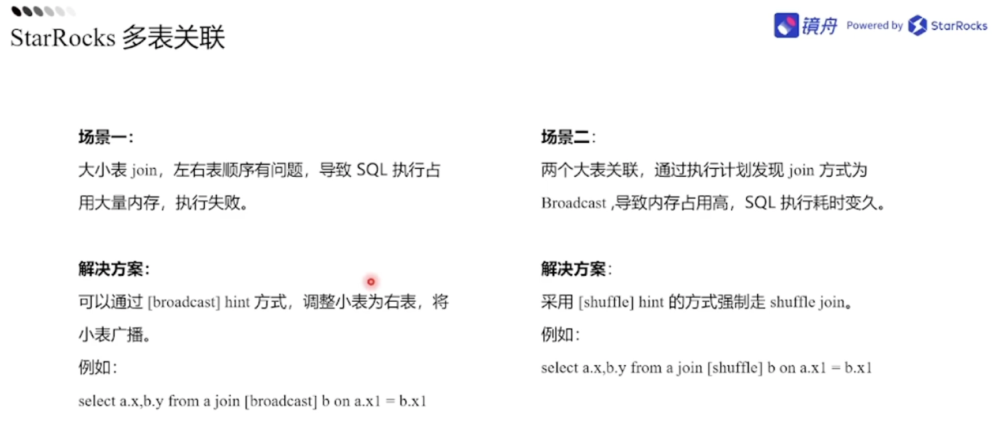 StarRocks 多表关联
镜舟 Powered by StarRocks
场景一：
大小表 join，左右表顺序有问题，导致 SQL 执行占
用大量内存，执行失败。
解决方案：
可以通过 [broadcast] hint 方式，调整小表为右表，将
小表广播。
例如：
select a.x,b.y from a join [broadcast] b on a.x1 = b.x1
场景二：
两个大表关联，通过执行计划发现 join 方式为
Broadcast ,导致内存占用高，SQL 执行耗时变久。
解决方案：
采用 [shuffle] hint 的方式强制走 shuffle join。
例如：
select a.x,b.y from a join [shuffle] b on a.x1 = b.x1